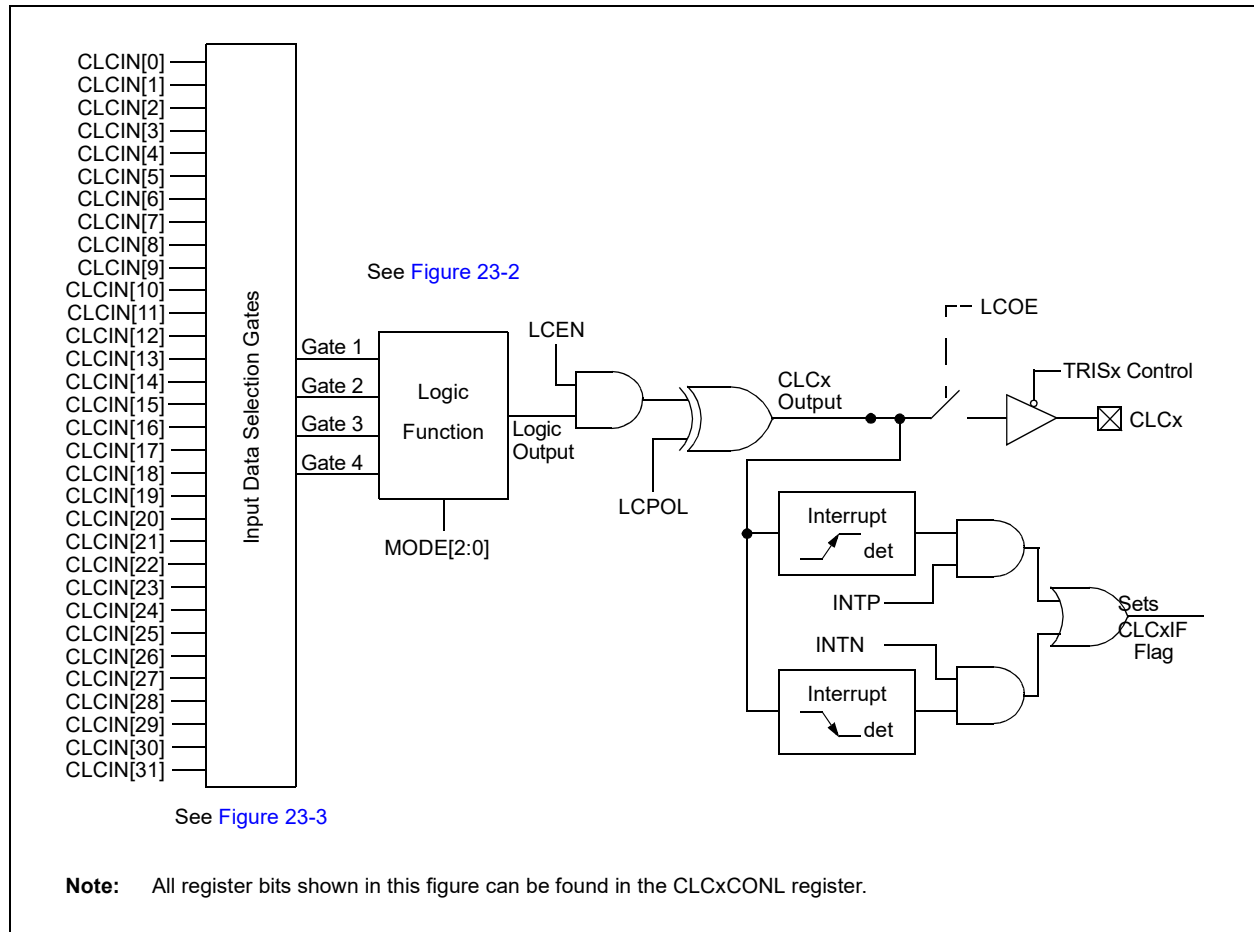 CLCIN[0]
CLCIN[1]
CLCIN[2]
CLCIN[3]
CLCIN[4]
CLCIN[5]
CLCIN[6]
CLCIN[7]
CLCIN[8]
CLCIN[9]
CLCIN[10]
CLCIN[11]
CLCIN[12]
CLCIN[13]
CLCIN[14]
CLCIN[15]
CLCIN[16]
CLCIN[17]
CLCIN[18]
CLCIN[19]
CLCIN[20]
CLCIN[21]
CLCIN[22]
CLCIN[23]
CLCIN[24]
CLCIN[25]
CLCIN[26]
CLCIN[27]
CLCIN[28]
CLCIN[29]
CLCIN[30]
CLCIN[31]
Input Data Selection Gates
See Figure 23-3
Gate 1
Gate 2
Gate 3
Gate 4
See Figure 23-2
Logic
Function
MODE[2:0]
Logic
Output
LCEN
LCPOL
CLCx
Output
LCOE
TRISx Control
CLCx
Interrupt
det
INTP
INTN
Interrupt
det
Sets
CLCxIF
Flag
Note: All register bits shown in this figure can be found in the CLCxCONL register.